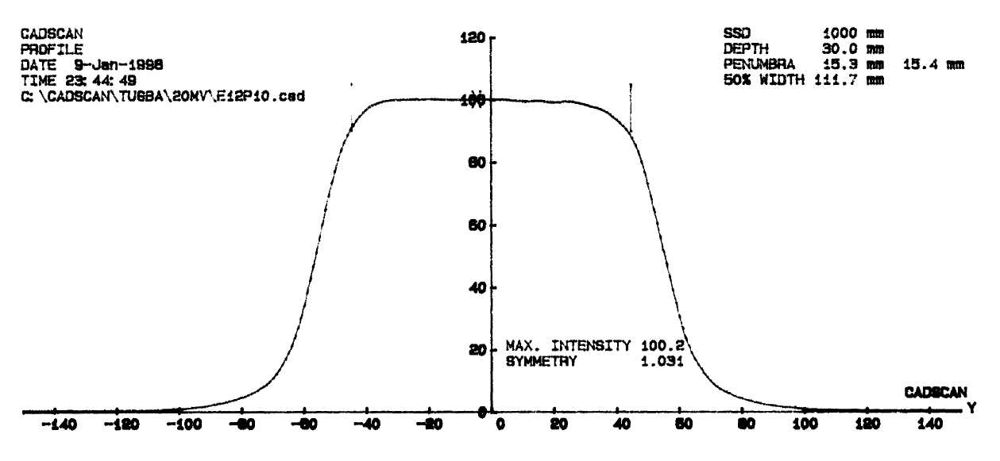 CADSCAN
PROFILE
DATE 9-Jan-1998
TIME 23:44:49
C:\CADSCAN\TUGBA\20MV\E12P10.cad
SSD 1000 mm
DEPTH 30.0 mm
PENUMBRA 15.3 mm 15.4 mm
50% WIDTH 111.7 mm
120
100
80
60
40
20
0
MAX. INTENSITY 100.2
SYMMETRY 1.031
CADSCAN
Y
-140 -120 -100 -80 -60 -40 -20 0 20 40 60 80 100 120 140